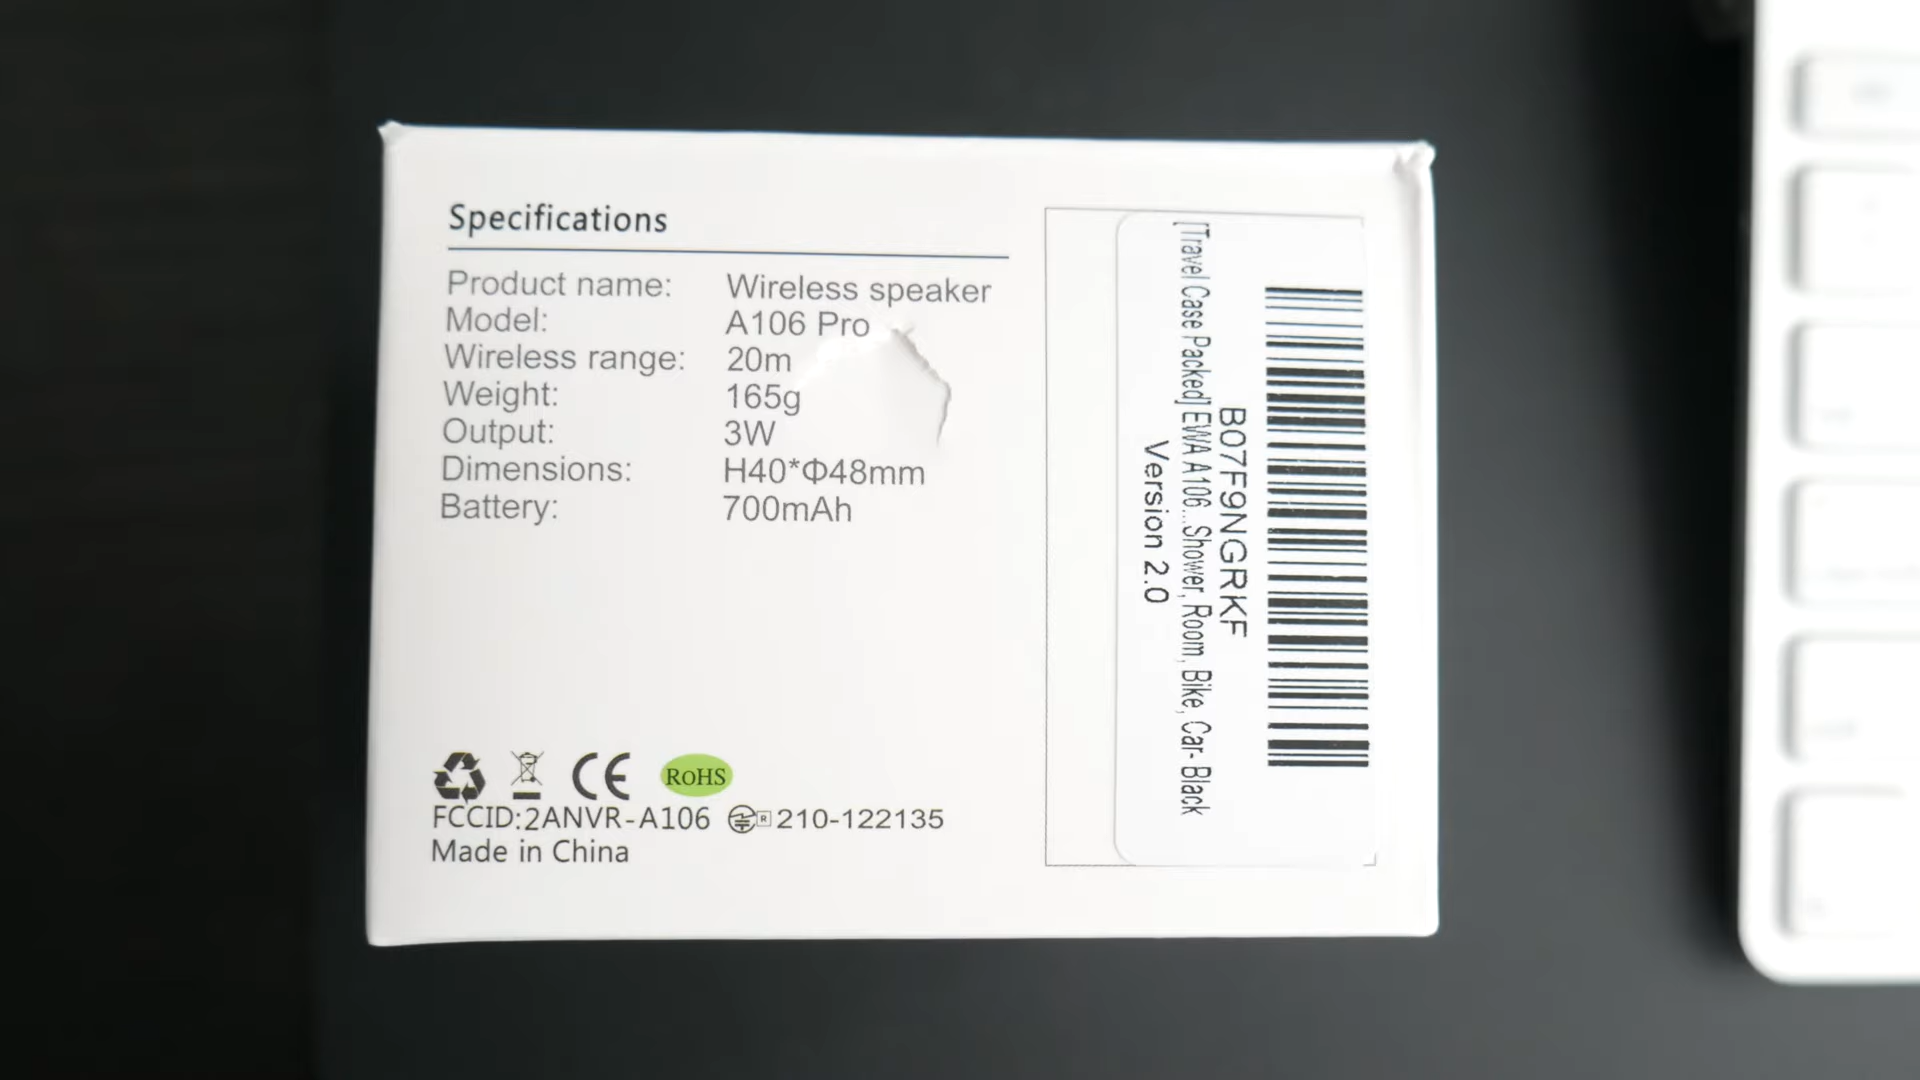 Specifications
Product name: Wireless speaker
Model: A106 Pro
Wireless range: 20m
Weight: 165g
Output: 3W
Dimensions: H40*Φ48mm
Battery: 700mAh
CE RoHS
FCCID:2ANVR-A106 R 210-122135
Made in China
B07F9NGRKF
[Travel Case Packed] EWA A106...Shower, Room, Bike, Car- Black
Version 2.0